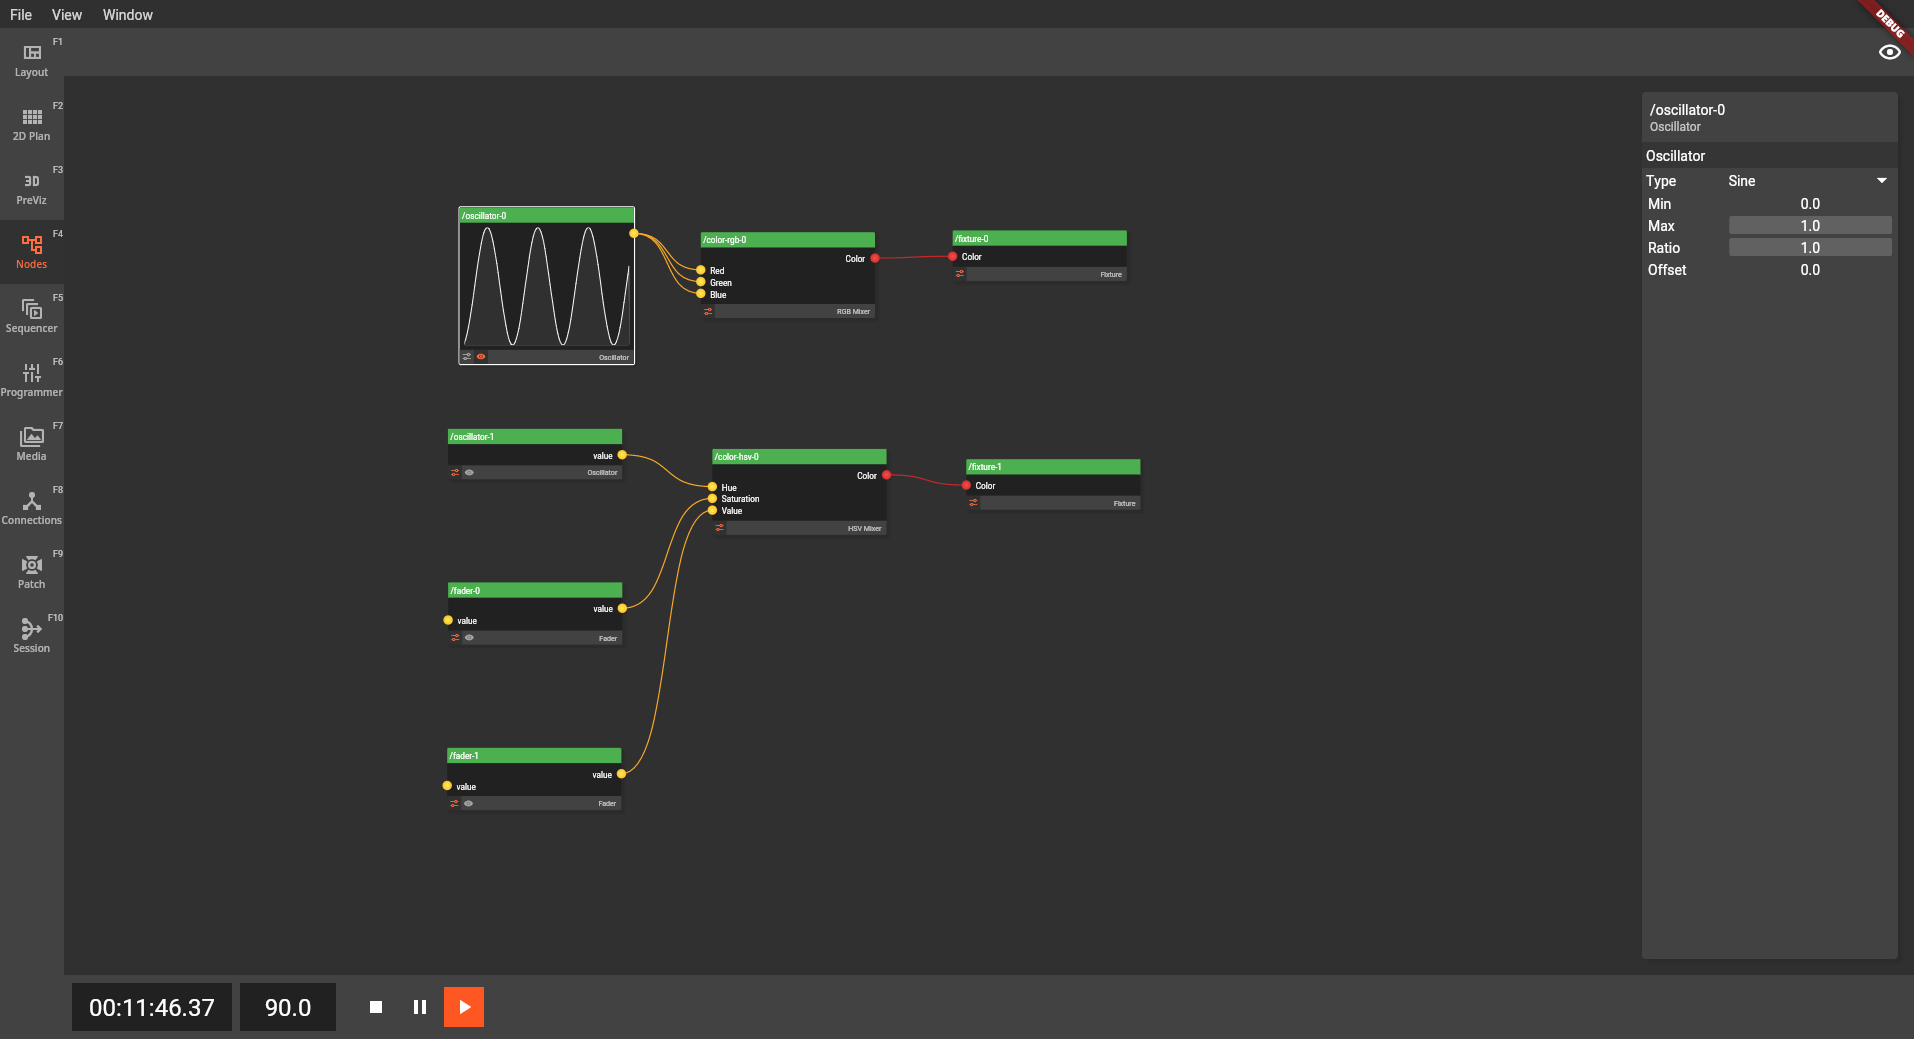 File View Window
DEBUG
F1
Layout
F2
2D Plan
F3
3D
PreViz
F4
Nodes
F5
Sequencer
F6
Programmer
F7
Media
F8
Connections
F9
Patch
F10
Session
/oscillator-0
Oscillator
/color-rgb-0
Color
Red
Green
Blue
RGB Mixer
/fixture-0
Color
Fixture
/oscillator-1
value
Oscillator
/color-hsv-0
Color
Hue
Saturation
Value
HSV Mixer
/fixture-1
Color
Fixture
/fader-0
value
value
Fader
/fader-1
value
value
Fader
/oscillator-0
Oscillator
Oscillator
Type Sine
Min 0.0
Max 1.0
Ratio 1.0
Offset 0.0
00:11:46.37 90.0